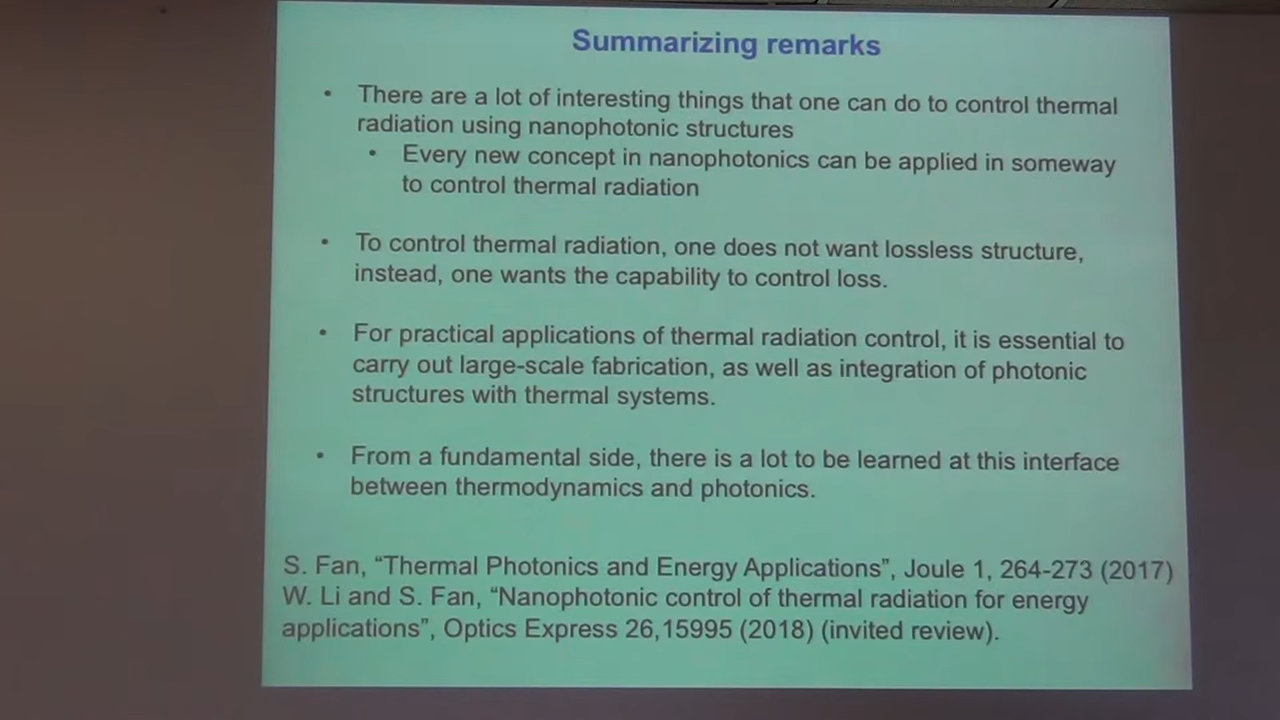 Summarizing remarks
• There are a lot of interesting things that one can do to control thermal
radiation using nanophotonic structures
• Every new concept in nanophotonics can be applied in someway
to control thermal radiation
• To control thermal radiation, one does not want lossless structure,
instead, one wants the capability to control loss.
• For practical applications of thermal radiation control, it is essential to
carry out large-scale fabrication, as well as integration of photonic
structures with thermal systems.
• From a fundamental side, there is a lot to be learned at this interface
between thermodynamics and photonics.
S. Fan, “Thermal Photonics and Energy Applications”, Joule 1, 264-273 (2017)
W. Li and S. Fan, “Nanophotonic control of thermal radiation for energy
applications”, Optics Express 26,15995 (2018) (invited review).